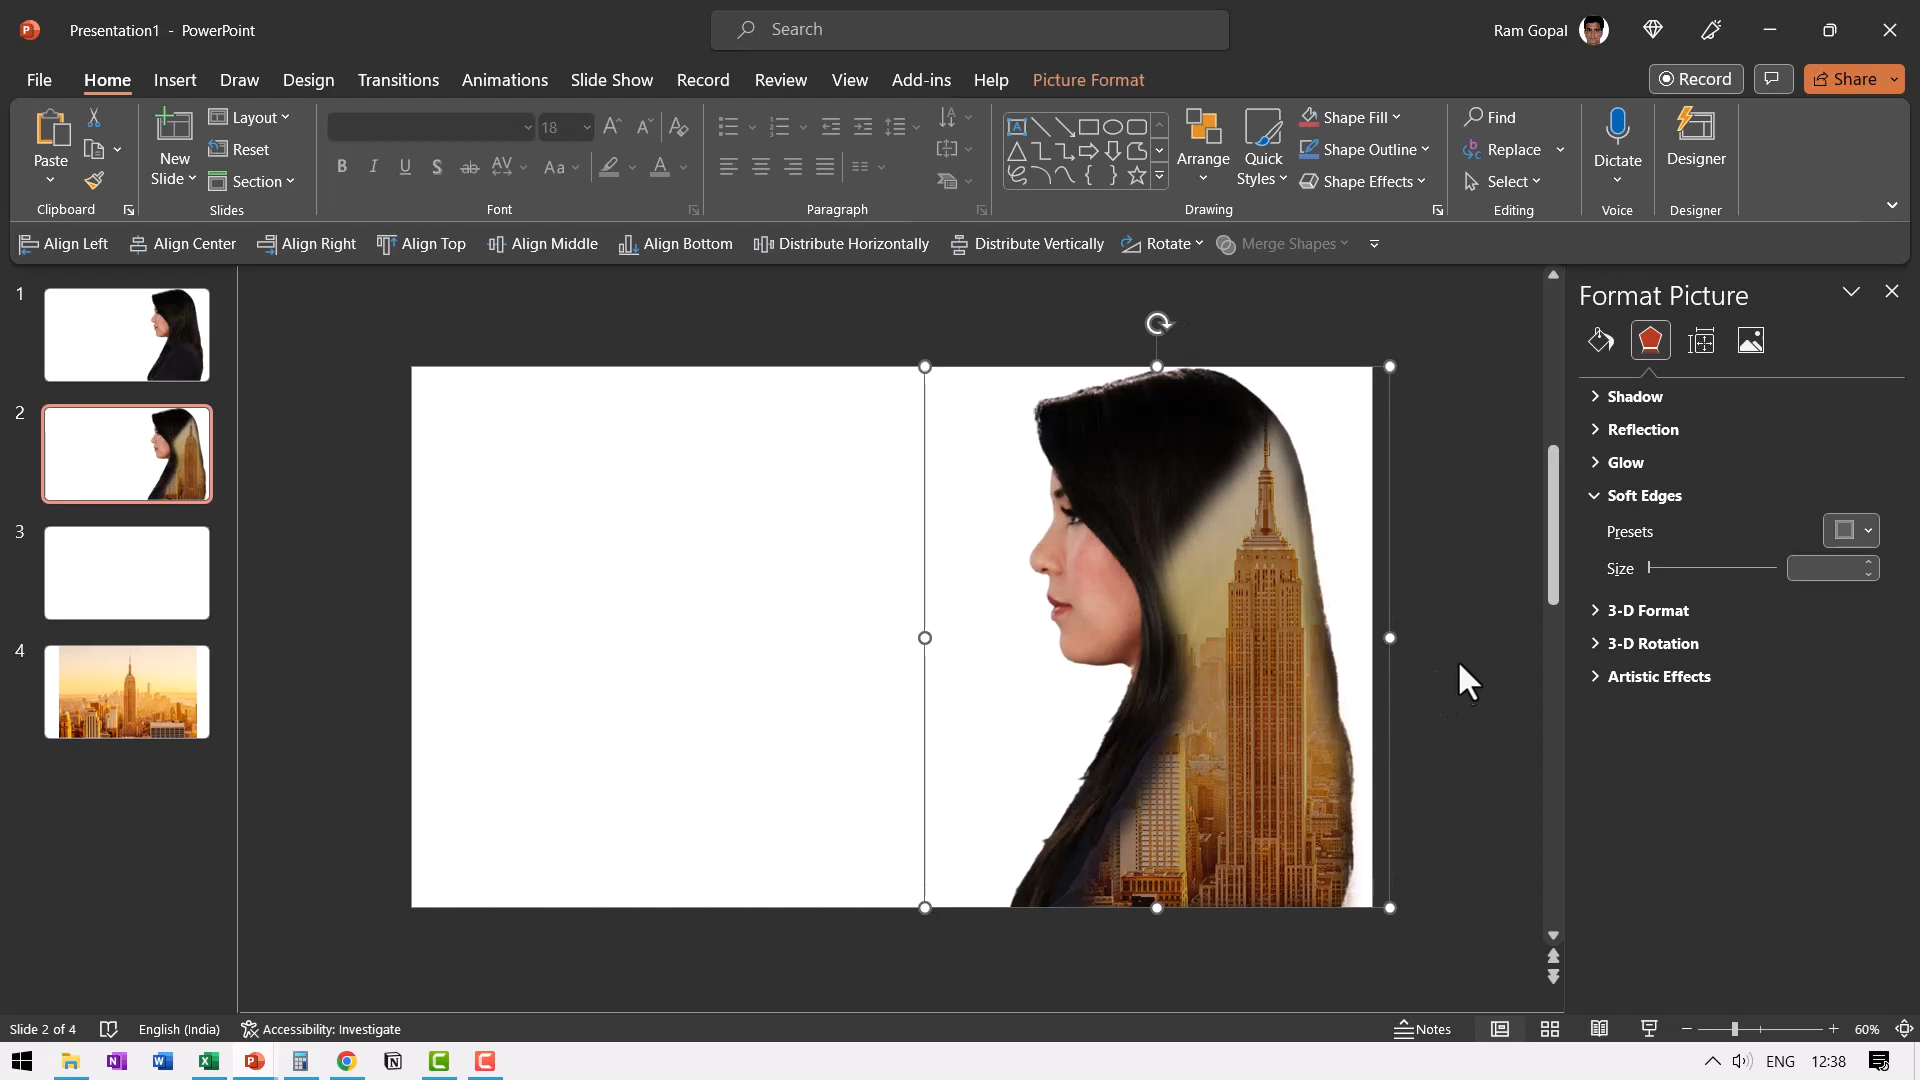 Presentation1 - PowerPoint
Search
Ram Gopal
File Home Insert Draw Design Transitions Animations Slide Show Record Review View Add-ins Help Picture Format
Record
Share
Paste
New Slide
Layout
Reset
Section
18
Shape Fill
Shape Outline
Shape Effects
Arrange
Quick Styles
Find
Replace
Select
Dictate
Designer
Clipboard Slides Font Paragraph Drawing Editing Voice Designer
Align Left Align Center Align Right Align Top Align Middle Align Bottom Distribute Horizontally Distribute Vertically Rotate Merge Shapes
1
2
3
4
Format Picture
Shadow
Reflection
Glow
Soft Edges
Presets
Size
3-D Format
3-D Rotation
Artistic Effects
Slide 2 of 4 English (India) Accessibility: Investigate Notes 60%
ENG 12:38